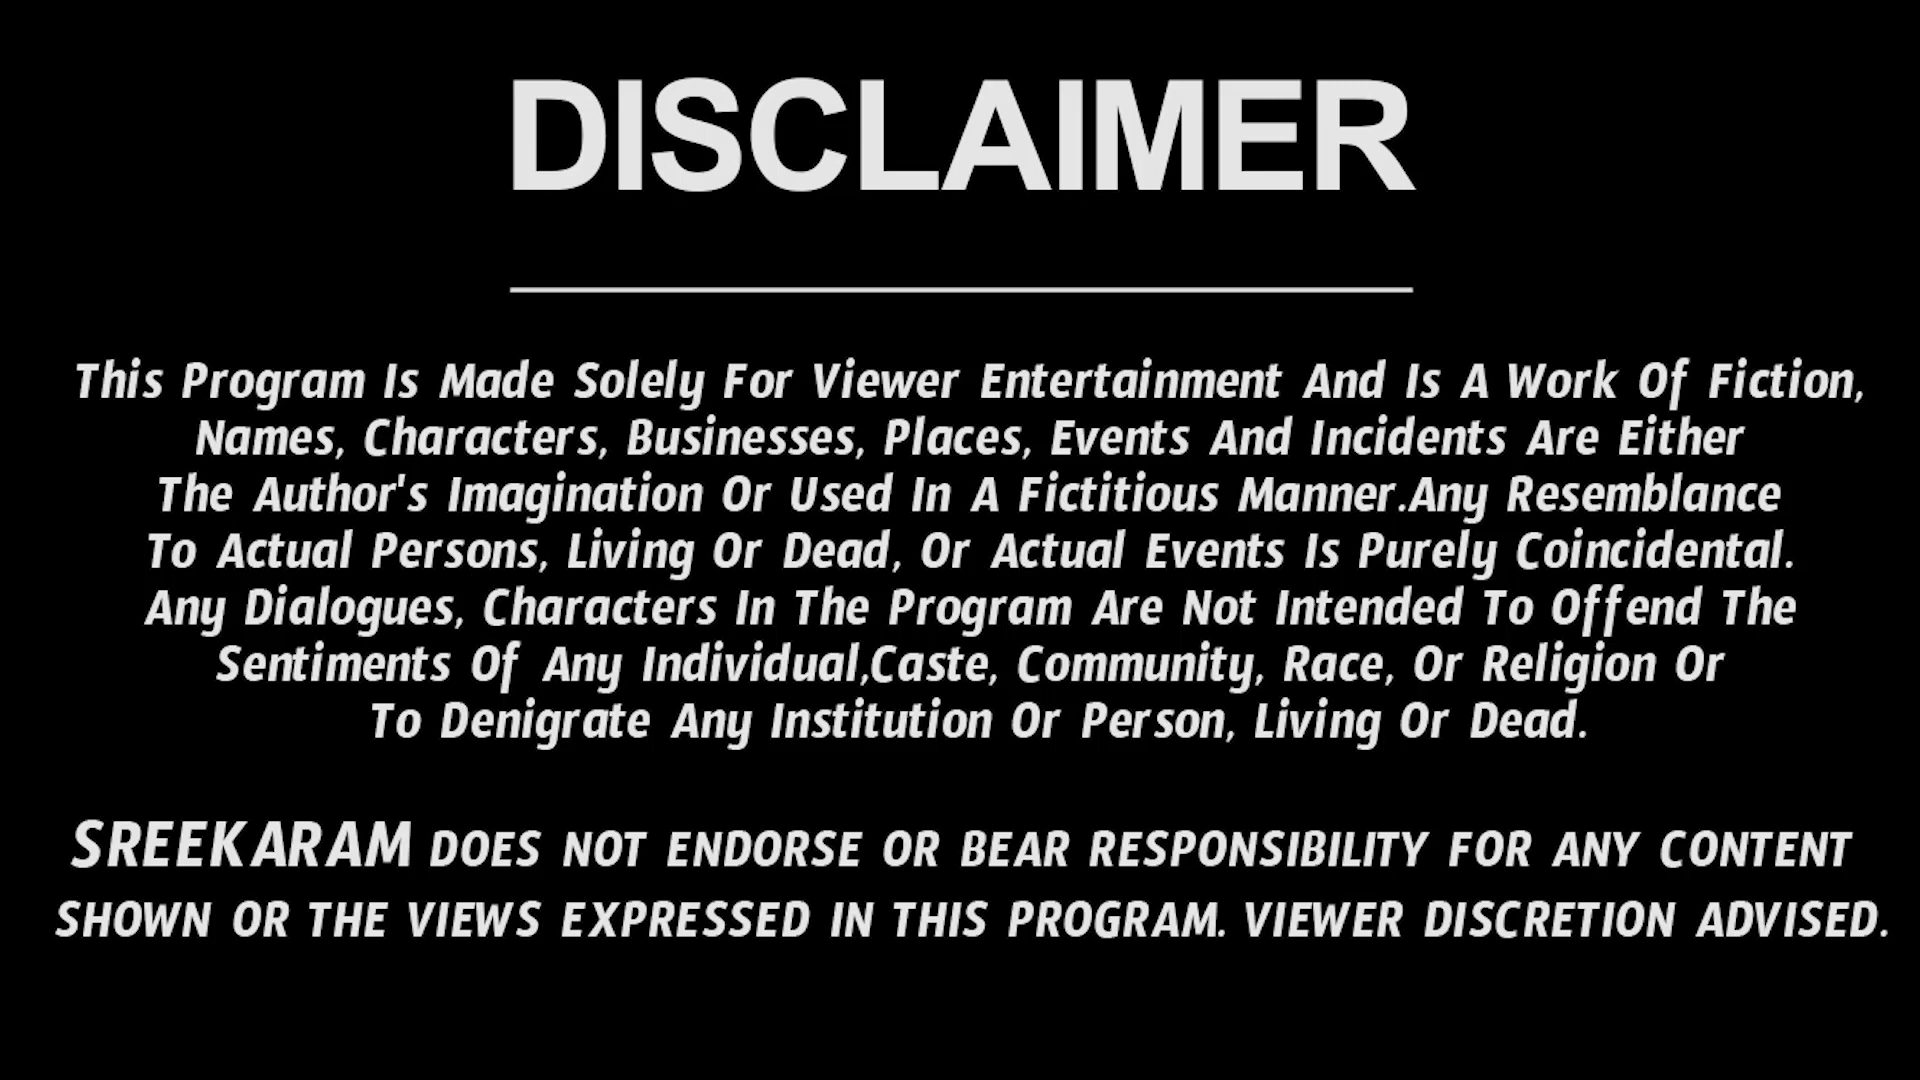 DISCLAIMER
This Program Is Made Solely For Viewer Entertainment And Is A Work Of Fiction,
Names, Characters, Businesses, Places, Events And Incidents Are Either
The Author's Imagination Or Used In A Fictitious Manner.Any Resemblance
To Actual Persons, Living Or Dead, Or Actual Events Is Purely Coincidental.
Any Dialogues, Characters In The Program Are Not Intended To Offend The
Sentiments Of Any Individual,Caste, Community, Race, Or Religion Or
To Denigrate Any Institution Or Person, Living Or Dead.
SREEKARAM DOES NOT ENDORSE OR BEAR RESPONSIBILITY FOR ANY CONTENT
SHOWN OR THE VIEWS EXPRESSED IN THIS PROGRAM. VIEWER DISCRETION ADVISED.